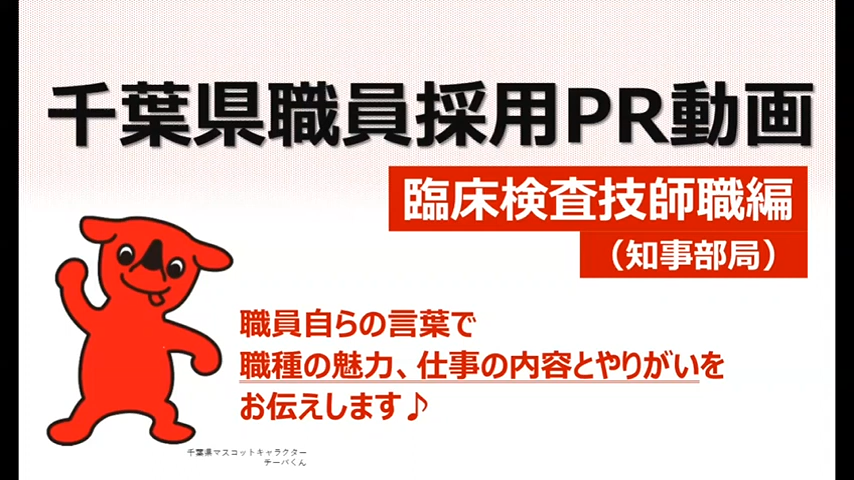 千葉県職員採用PR動画
臨床検査技師職編
（知事部局）
職員自らの言葉で
職種の魅力、仕事の内容とやりがいを
お伝えします♪
千葉県マスコットキャラクター
チーバくん